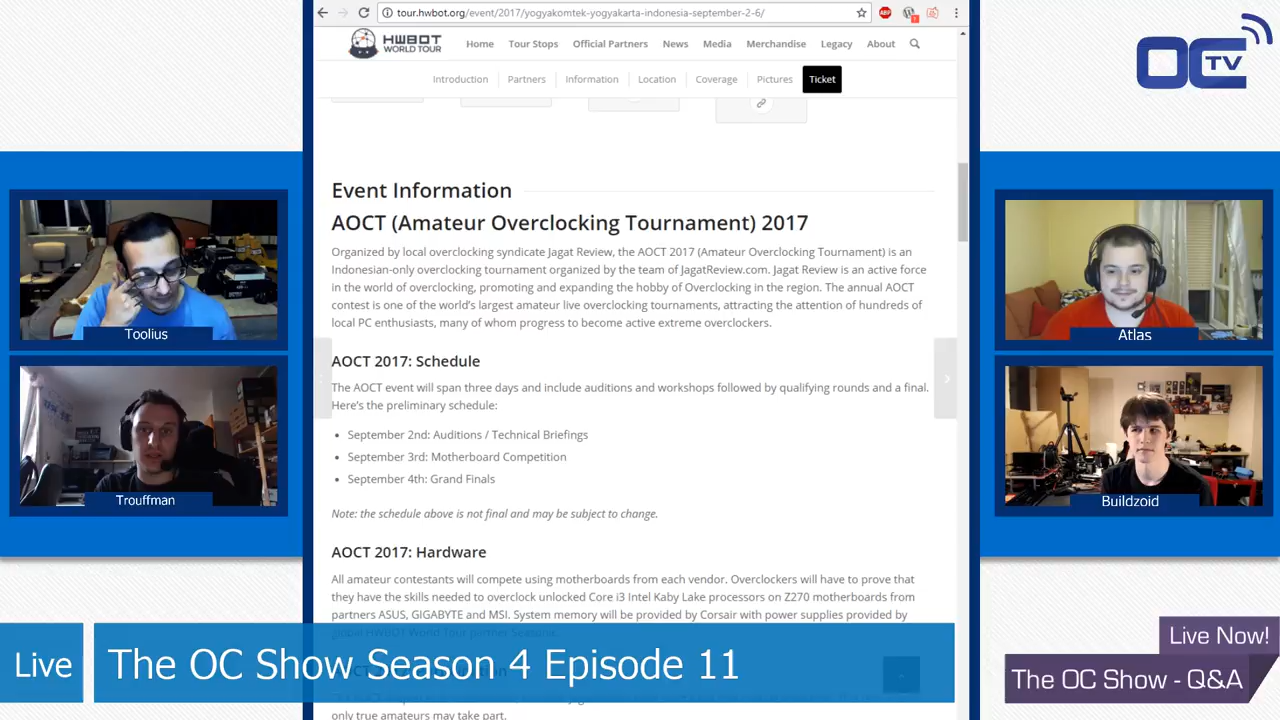 tour.hwbot.org/event/2017/yogyakomtek-yogyakarta-indonesia-september-2-6/
ABP
HWBOT
WORLD TOUR
Home Tour Stops Official Partners News Media Merchandise Legacy About
Introduction Partners Information Location Coverage Pictures Ticket
OC TV
Event Information
AOCT (Amateur Overclocking Tournament) 2017
Organized by local overclocking syndicate Jagat Review, the AOCT 2017 (Amateur Overclocking Tournament) is an
Indonesian-only overclocking tournament organized by the team of JagatReview.com. Jagat Review is an active force
in the world of overclocking, promoting and expanding the hobby of Overclocking in the region. The annual AOCT
contest is one of the world's largest amateur live overclocking tournaments, attracting the attention of hundreds of
local PC enthusiasts, many of whom progress to become active extreme overclockers.
AOCT 2017: Schedule
The AOCT event will span three days and include auditions and workshops followed by qualifying rounds and a final.
Here's the preliminary schedule:
• September 2nd: Auditions / Technical Briefings
• September 3rd: Motherboard Competition
• September 4th: Grand Finals
Note: the schedule above is not final and may be subject to change.
AOCT 2017: Hardware
All amateur contestants will compete using motherboards from each vendor. Overclockers will have to prove that
they have the skills needed to overclock unlocked Core i3 Intel Kaby Lake processors on Z270 motherboards from
partners ASUS, GIGABYTE and MSI. System memory will be provided by Corsair with power supplies provided by
HWBOT World Tour partner Seasonic.
only true amateurs may take part.
Toolius
Trouffman
Atlas
Buildzoid
Live
The OC Show Season 4 Episode 11
Live Now!
The OC Show - Q&A